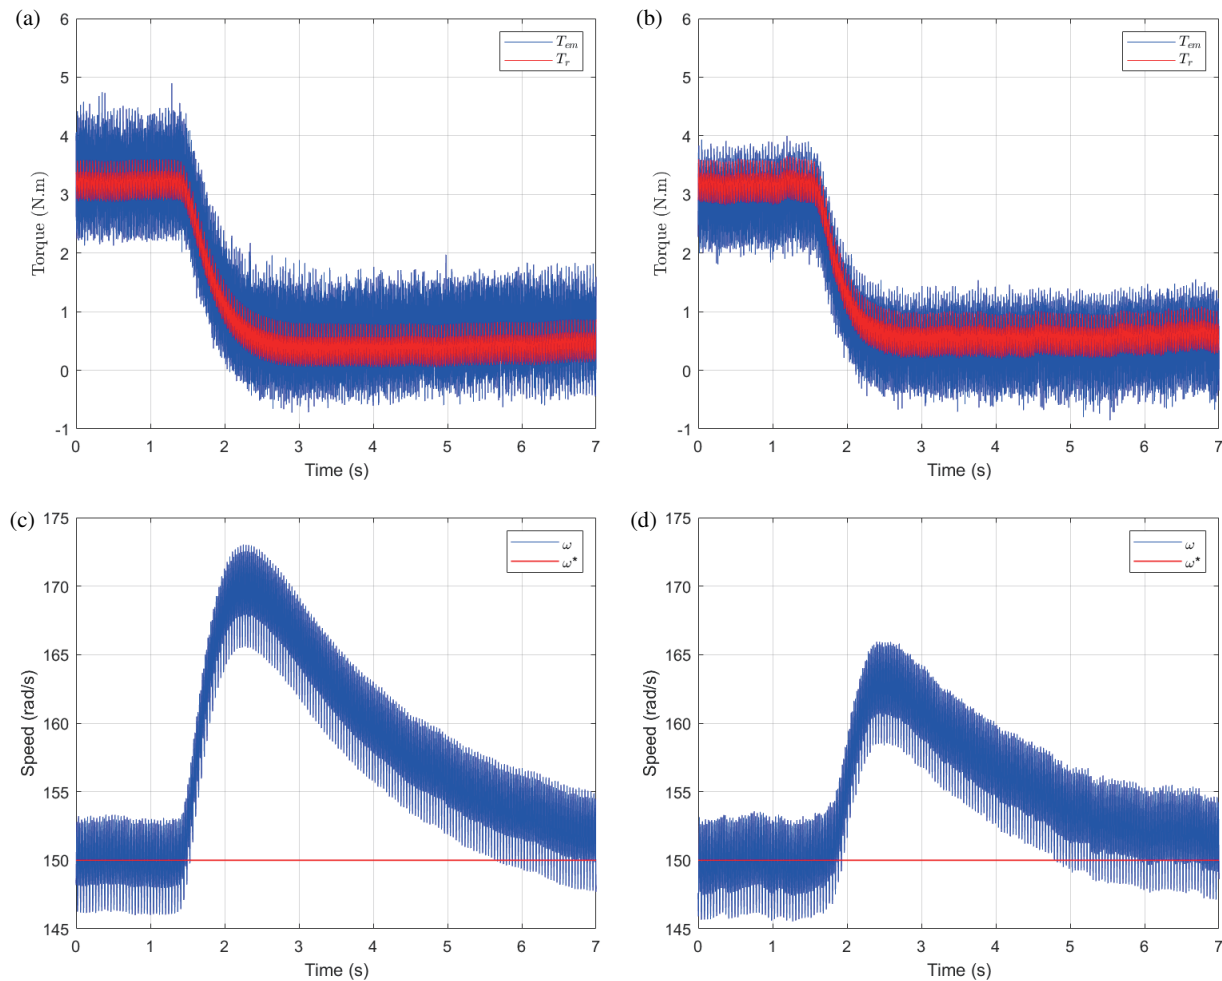 (a)
6
5
4
3
2
1
0
-1
Torque (N.m)
T_em
T_r
0 1 2 3 4 5 6 7
Time (s)
(b)
6
5
4
3
2
1
0
-1
Torque (N.m)
T_em
T_r
0 1 2 3 4 5 6 7
Time (s)
(c)
175
170
165
160
155
150
145
Speed (rad/s)
ω
ω*
0 1 2 3 4 5 6 7
Time (s)
(d)
175
170
165
160
155
150
145
Speed (rad/s)
ω
ω*
0 1 2 3 4 5 6 7
Time (s)